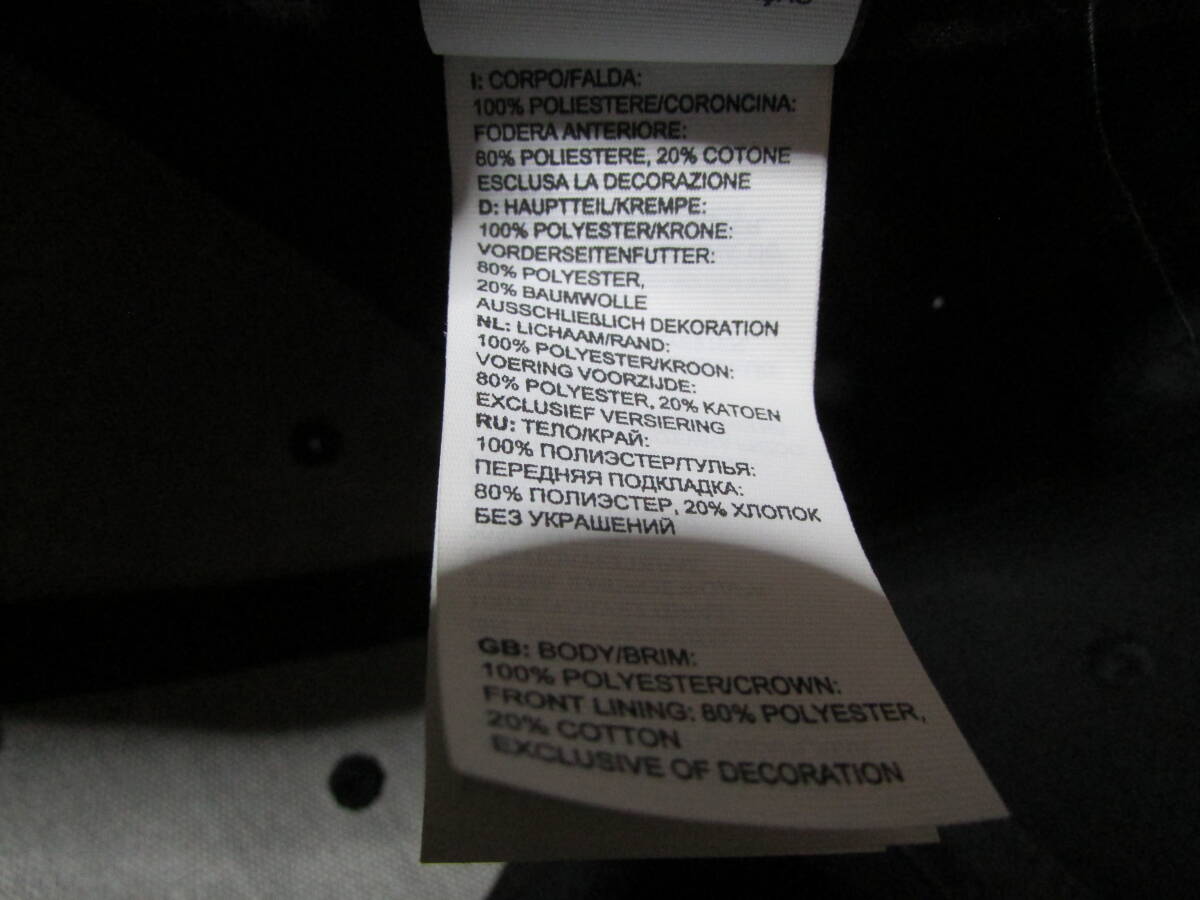 I: CORPO/FALDA:
100% POLIESTERE/CORONCINA:
FODERA ANTERIORE:
80% POLIESTERE, 20% COTONE
ESCLUSA LA DECORAZIONE
D: HAUPTTEIL/KREMPE:
100% POLYESTER/KRONE:
VORDERSEITENFUTTER:
80% POLYESTER,
20% BAUMWOLLE
AUSSCHLIEßLICH DEKORATION
NL: LICHAAM/RAND:
100% POLYESTER/KROON:
VOERING VOORZIJDE:
80% POLYESTER, 20% KATOEN
EXCLUSIEF VERSIERING
RU: ТЕЛО/КРАЙ:
100% ПОЛИЭСТЕР/ТУЛЬЯ:
ПЕРЕДНЯЯ ПОДКЛАДКА:
80% ПОЛИЭСТЕР, 20% ХЛОПОК
БЕЗ УКРАШЕНИЙ
GB: BODY/BRIM:
100% POLYESTER/CROWN:
FRONT LINING: 80% POLYESTER,
20% COTTON
EXCLUSIVE OF DECORATION